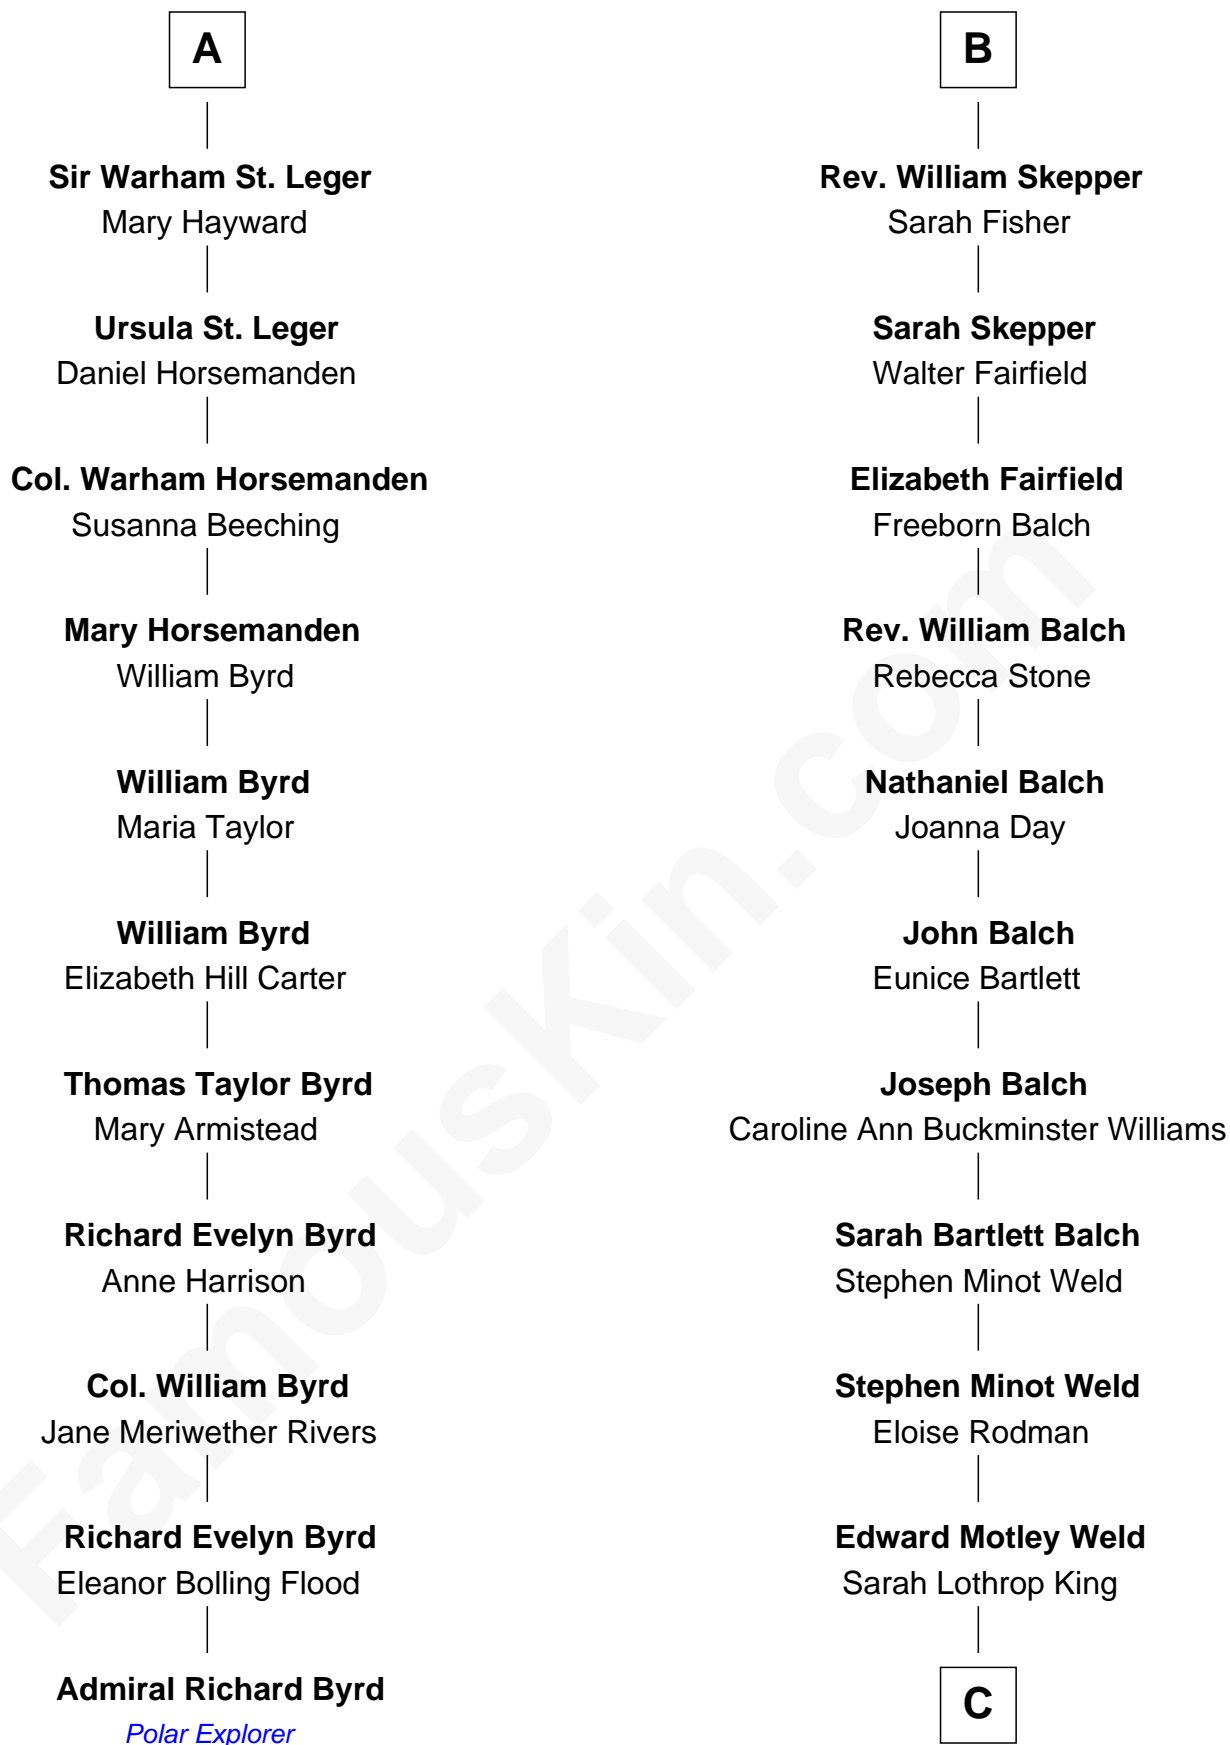 A
Sir Warham St. Leger
Mary Hayward
Ursula St. Leger
Daniel Horsemanden
Col. Warham Horsemanden
Susanna Beeching
Mary Horsemanden
William Byrd
William Byrd
Maria Taylor
William Byrd
Elizabeth Hill Carter
Thomas Taylor Byrd
Mary Armistead
Richard Evelyn Byrd
Anne Harrison
Col. William Byrd
Jane Meriwether Rivers
Richard Evelyn Byrd
Eleanor Bolling Flood
Admiral Richard Byrd
Polar Explorer
B
Rev. William Skepper
Sarah Fisher
Sarah Skepper
Walter Fairfield
Elizabeth Fairfield
Freeborn Balch
Rev. William Balch
Rebecca Stone
Nathaniel Balch
Joanna Day
John Balch
Eunice Bartlett
Joseph Balch
Caroline Ann Buckminster Williams
Sarah Bartlett Balch
Stephen Minot Weld
Stephen Minot Weld
Eloise Rodman
Edward Motley Weld
Sarah Lothrop King
C
FamousKin.com